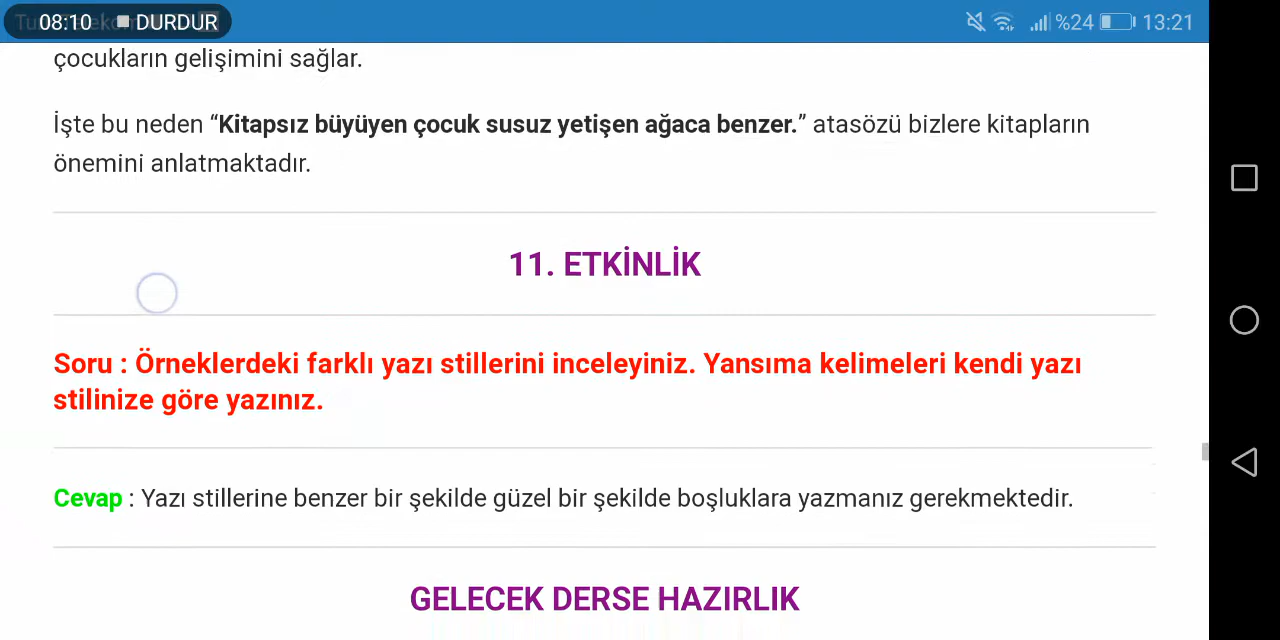 08:10 DURDUR %24 13:21
çocukların gelişimini sağlar.
İşte bu neden “Kitapsız büyüyen çocuk susuz yetişen ağaca benzer.” atasözü bizlere kitapların
önemini anlatmaktadır.
11. ETKİNLİK
Soru : Örneklerdeki farklı yazı stillerini inceleyiniz. Yansıma kelimeleri kendi yazı
stilinize göre yazınız.
Cevap : Yazı stillerine benzer bir şekilde güzel bir şekilde boşluklara yazmanız gerekmektedir.
GELECEK DERSE HAZIRLIK